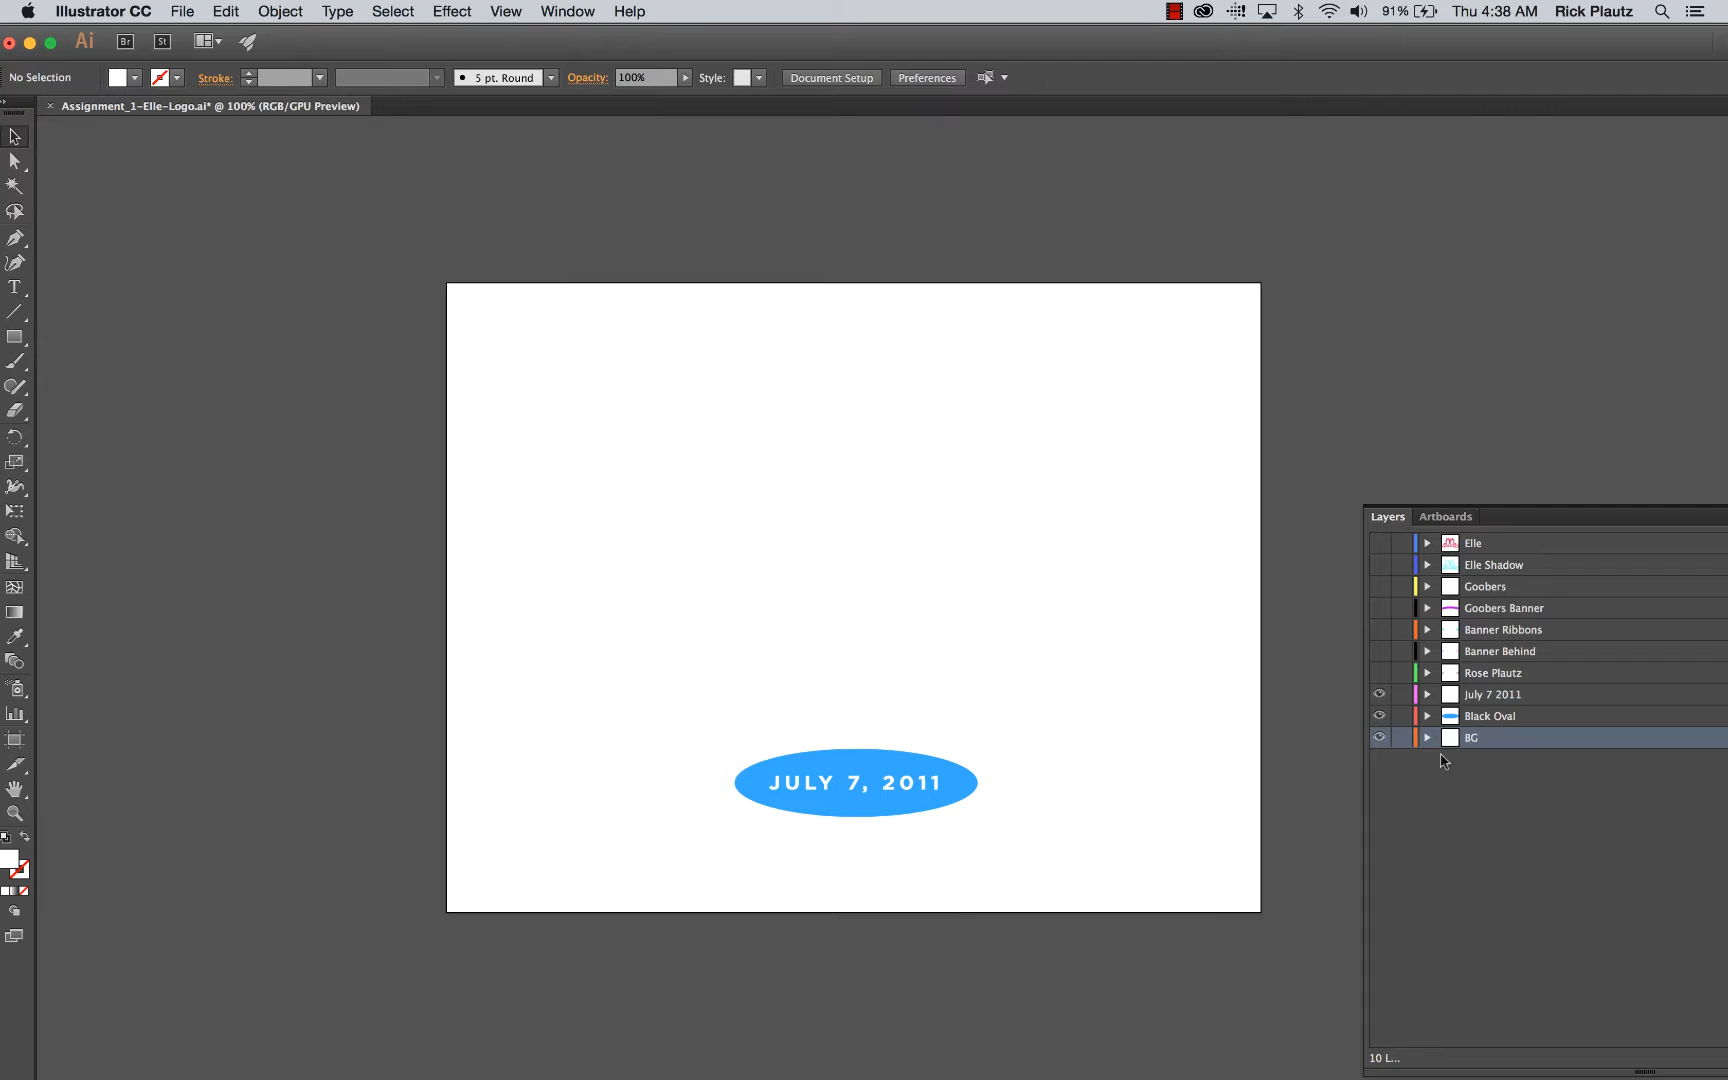 Illustrator CC File Edit Object Type Select Effect View Window Help 91% Thu 4:38 AM Rick Plautz
Ai Br St
No Selection Stroke: 5 pt. Round Opacity: 100% Style: Document Setup Preferences
× Assignment_1-Elle-Logo.ai* @ 100% (RGB/GPU Preview)
Layers Artboards
Elle
Elle Shadow
Goobers
Goobers Banner
Banner Ribbons
Banner Behind
Rose Plautz
July 7 2011
Black Oval
BG
JULY 7, 2011
10 L...